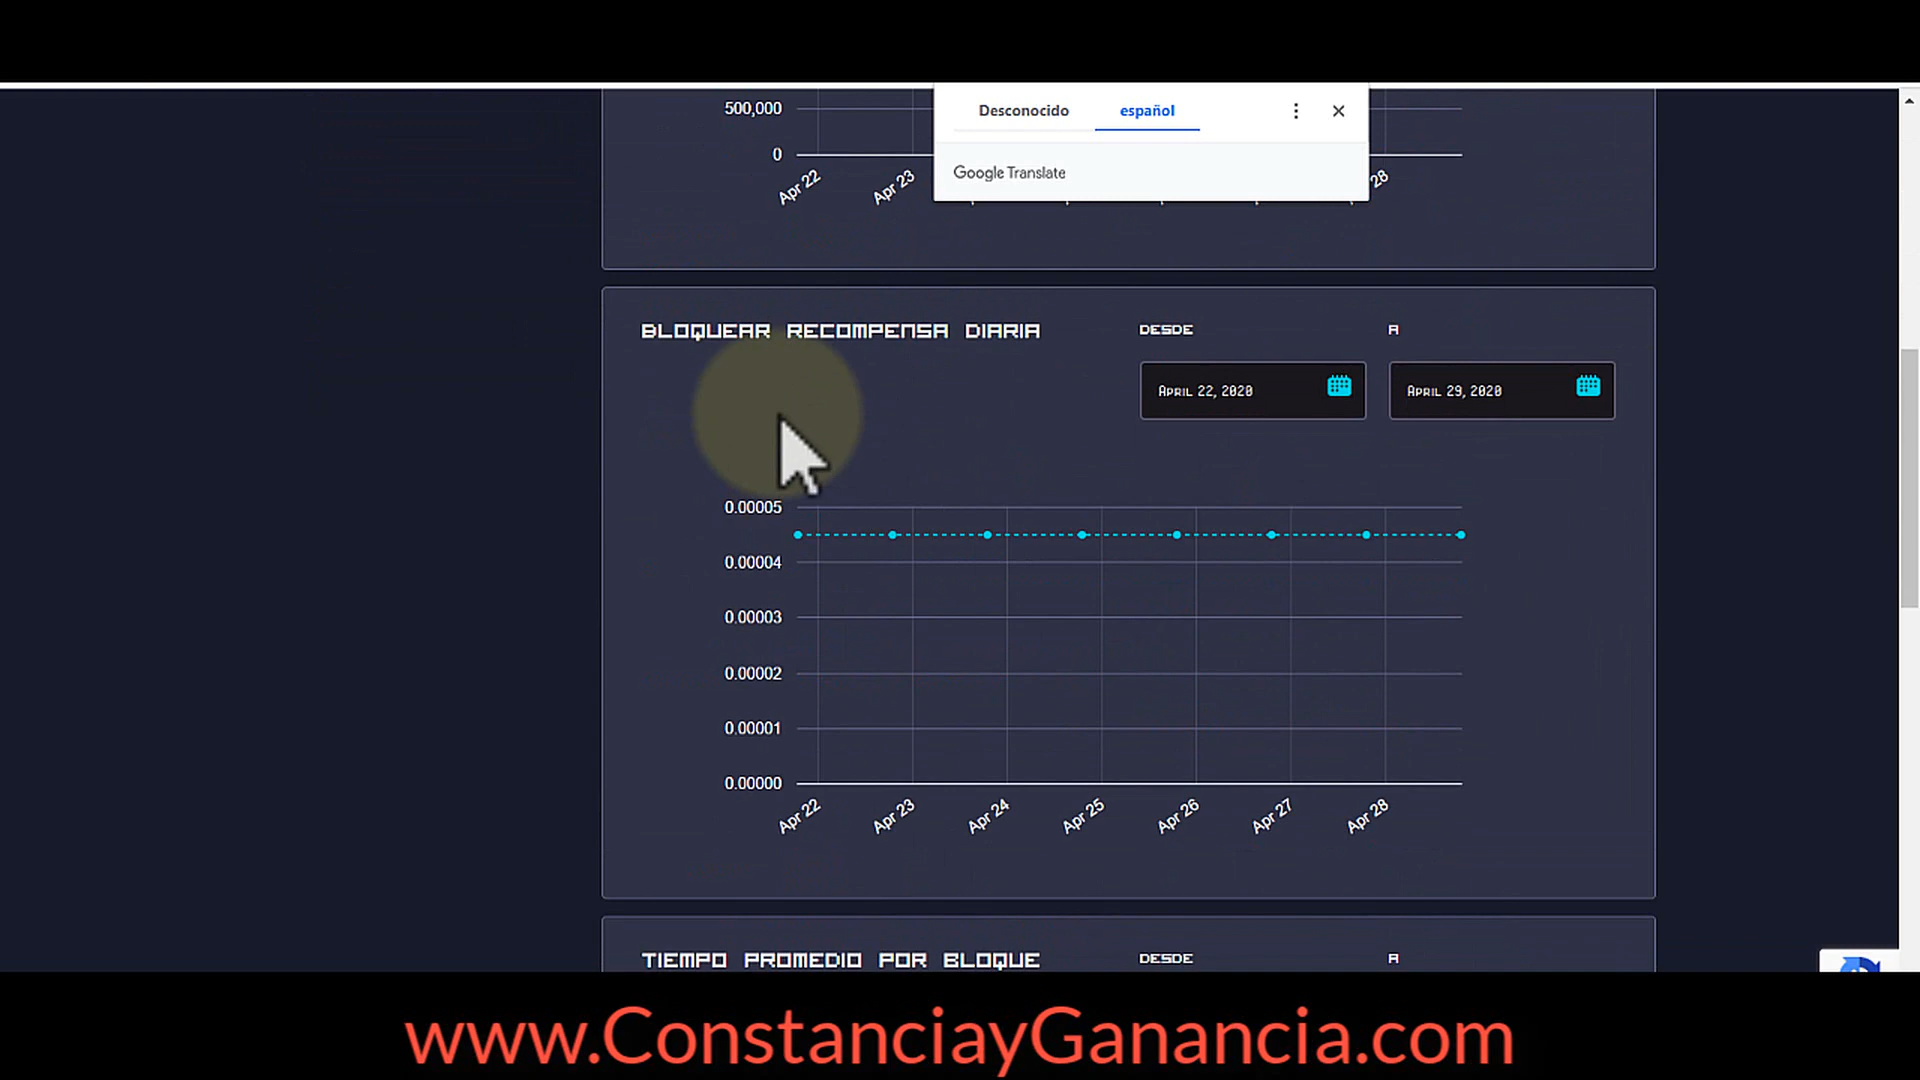 Desconocido español
Google Translate
500,000
0
Apr 22 Apr 23 28
BLOQUEAR RECOMPENSA DIARIA
DESDE A
April 22, 2020 April 29, 2020
0.00005
0.00004
0.00003
0.00002
0.00001
0.00000
Apr 22 Apr 23 Apr 24 Apr 25 Apr 26 Apr 27 Apr 28
TIEMPO PROMEDIO POR BLOQUE
DESDE A
www.ConstanciayGanancia.com